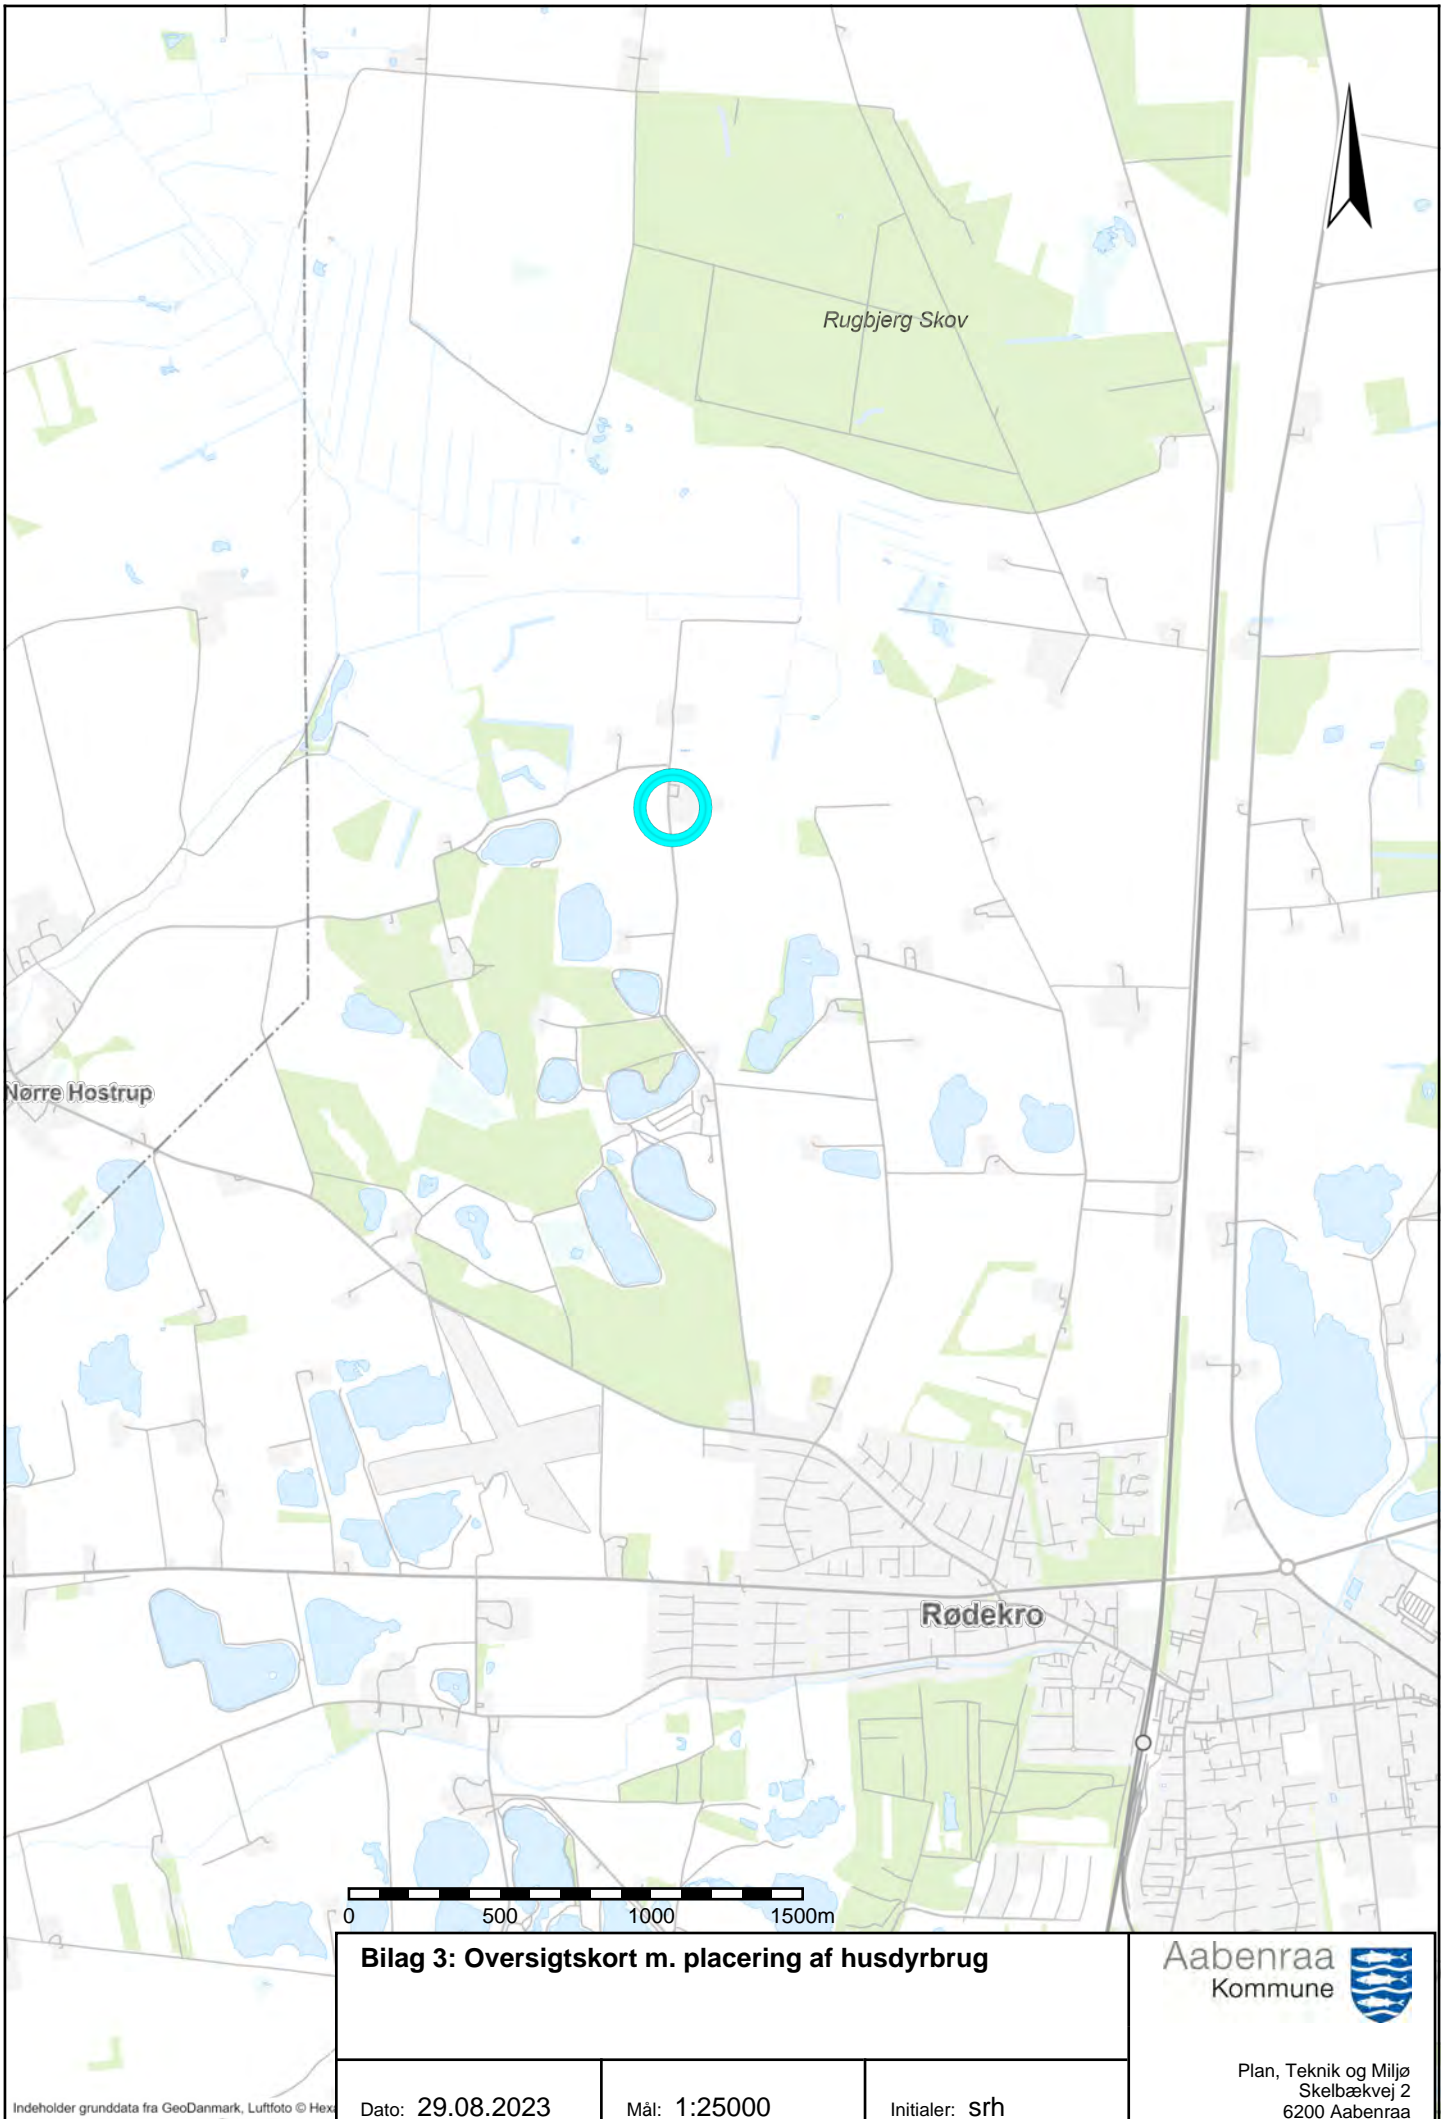 Rugbjerg Skov
Nørre Hostrup
Rødekro
0 500 1000 1500m
Bilag 3: Oversigtskort m. placering af husdyrbrug
Aabenraa
Kommune
Plan, Teknik og Miljø
Skelbækvej 2
6200 Aabenraa
Indeholder grunddata fra GeoDanmark, Luftfoto ©
Dato: 29.08.2023
Mål: 1:25000
Initialer: srh